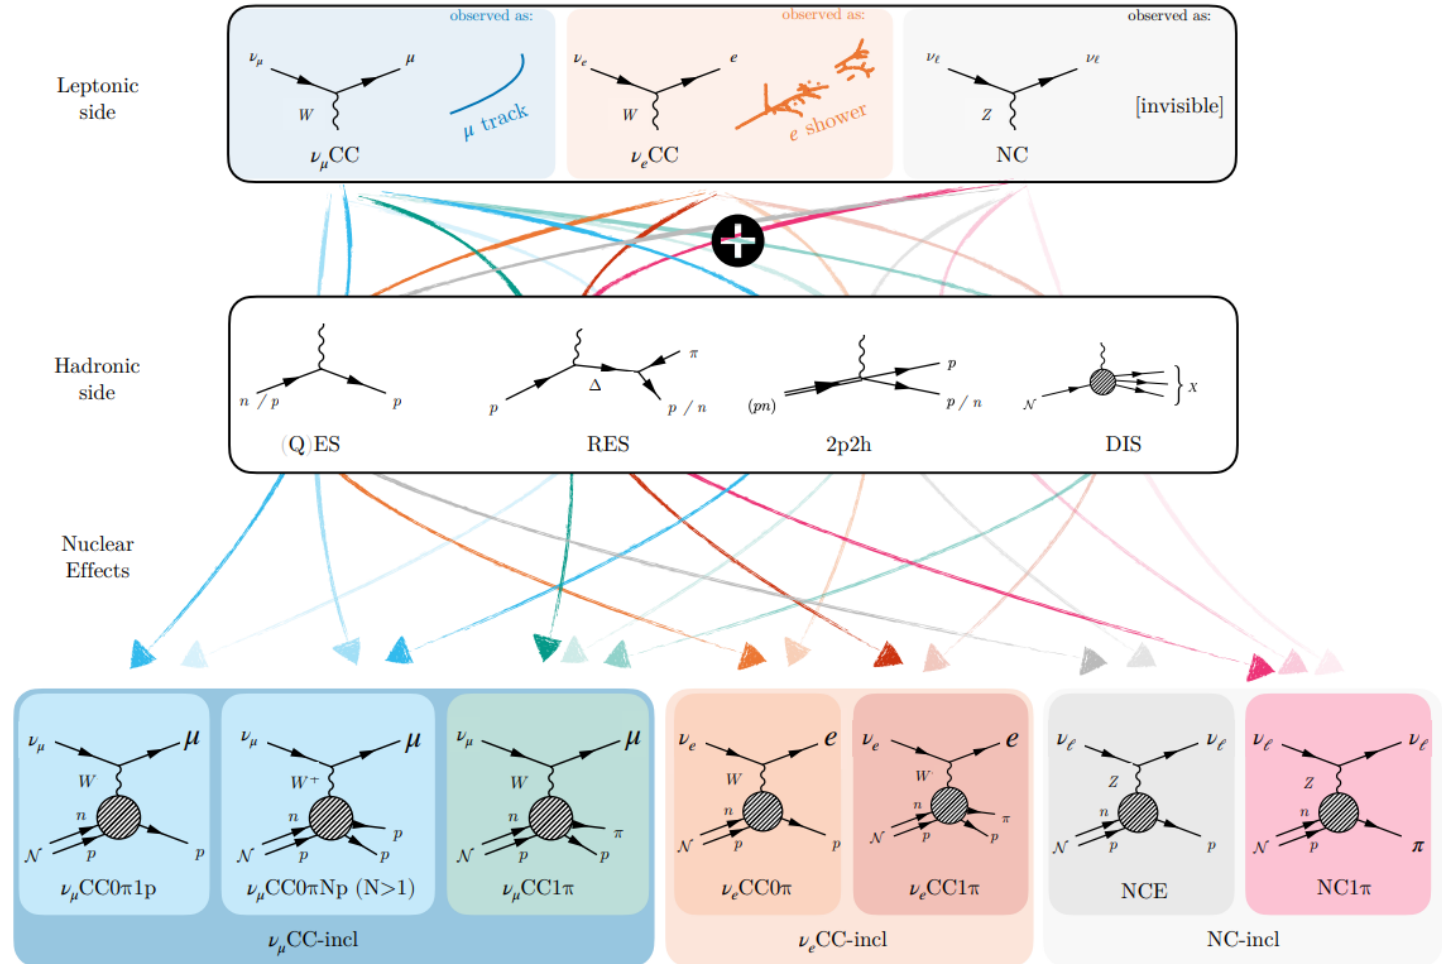 observed as:
observed as:
observed as:
Leptonic
side
ν_μ
μ
W
μ track
ν_μCC
ν_e
e
W
e shower
ν_eCC
ν_ℓ
ν_ℓ
Z
[invisible]
NC
Hadronic
side
n / p
p
(Q)ES
p
Δ
π
p / n
RES
(pn)
p
p / n
2p2h
𝒩
} X
DIS
Nuclear
Effects
ν_μ
μ
W
n
𝒩
p
p
ν_μCC0π1p
ν_μ
μ
W⁺
n
𝒩
p
p
p
ν_μCC0πNp (N>1)
ν_μ
μ
W
n
𝒩
p
π
p
ν_μCC1π
ν_μCC-incl
ν_e
e
W
n
𝒩
p
p
ν_eCC0π
ν_e
e
W
n
𝒩
p
π
p
ν_eCC1π
ν_eCC-incl
ν_ℓ
ν_ℓ
Z
n
𝒩
p
p
NCE
ν_ℓ
ν_ℓ
Z
n
𝒩
p
π
NC1π
NC-incl